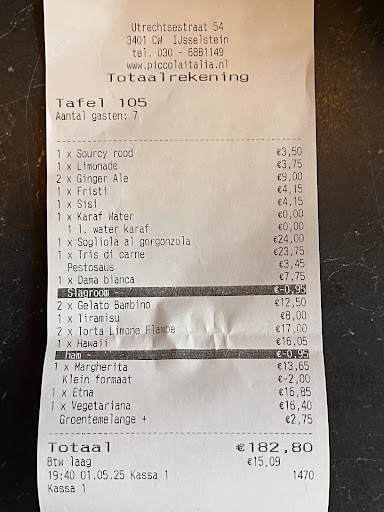 Utrechtsestraat 54
3401 CW IJsselstein
tel. 030 - 6881149
www.piccolaitalia.nl
Totaalrekening
Tafel 105
Aantal gasten: 7
1 x Sourcy rood €3,50
1 x Limonade €3,75
2 x Ginger Ale €9,00
1 x Fristi €4,15
1 x Sisi €4,15
1 x Karaf Water €0,00
1 l. water karaf €0,00
1 x Sogliola al gorgonzola €24,00
1 x Tris di carne €23,75
Pestosaus €3,45
1 x Dama bianca €7,75
Slagroom €-0,95
2 x Gelato Bambino €12,50
1 x Tiramisu €8,00
2 x Torta Limone Flambe €17,00
1 x Hawaii €16,05
ham - €-0,95
1 x Margherita €13,65
Klein formaat €-2,00
1 x Etna €16,85
1 x Vegetariana €16,40
Groentemelange + €2,75
Totaal €182,80
Btw laag €15,09
19:40 01.05.25 Kassa 1 1470
Kassa 1